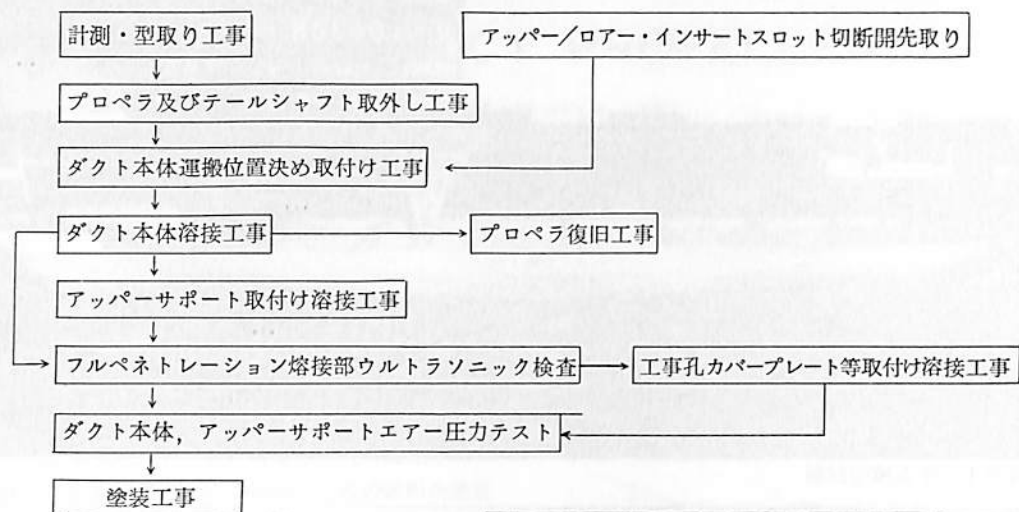 計測・型取り工事
アッパー/ロアー・インサートスロット切断開先取り
プロペラ及びテールシャフト取外し工事
ダクト本体運搬位置決め取付け工事
ダクト本体溶接工事
プロペラ復旧工事
アッパーサポート取付け溶接工事
フルペネトレーション熔接部ウルトラソニック検査
工事孔カバープレート等取付け溶接工事
ダクト本体，アッパーサポートエアー圧力テスト
塗装工事